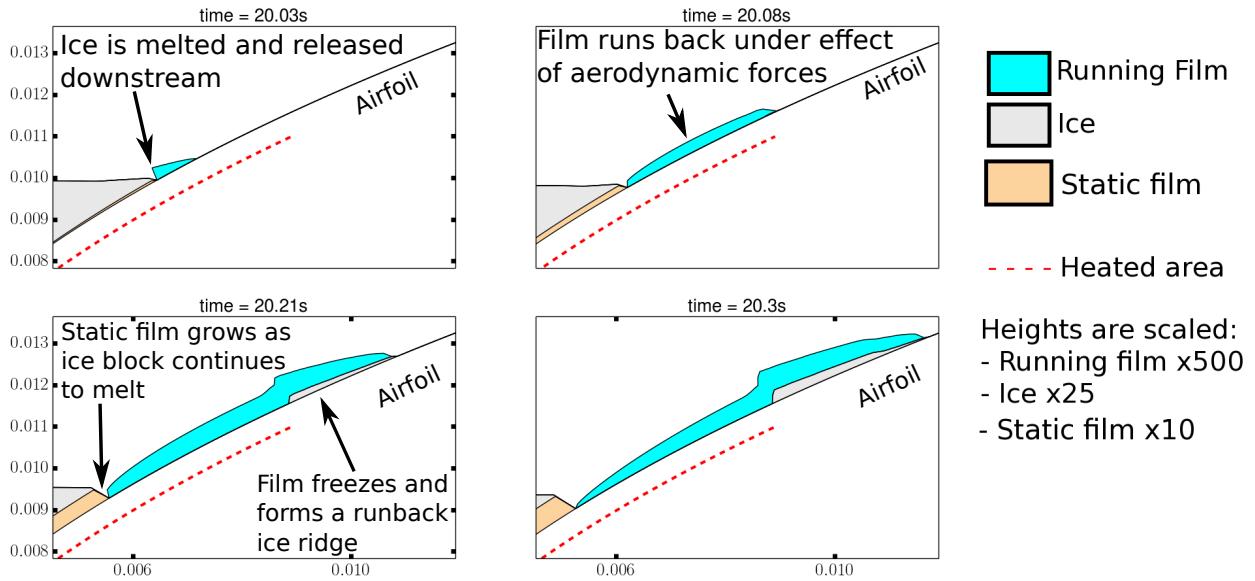 time = 20.03s
Ice is melted and released
downstream
Airfoil
0.013
0.012
0.011
0.010
0.009
0.008
time = 20.08s
Film runs back under effect
of aerodynamic forces
Airfoil
Running Film
Ice
Static film
Heated area
Heights are scaled:
- Running film x500
- Ice x25
- Static film x10
time = 20.21s
Static film grows as
ice block continues
to melt
Airfoil
Film freezes and
forms a runback
ice ridge
0.013
0.012
0.011
0.010
0.009
0.008
0.006
0.010
time = 20.3s
Airfoil
0.006
0.010